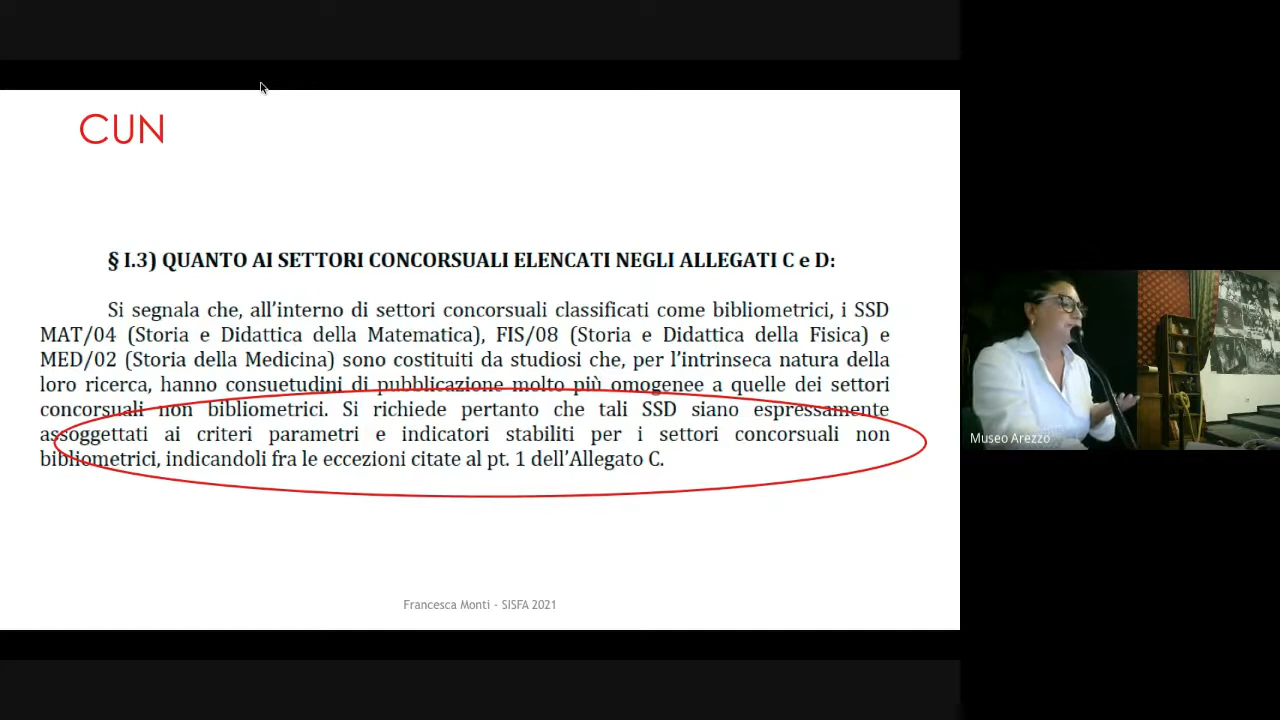 CUN
§ I.3) QUANTO AI SETTORI CONCORSUALI ELENCATI NEGLI ALLEGATI C e D:
Si segnala che, all'interno di settori concorsuali classificati come bibliometrici, i SSD
MAT/04 (Storia e Didattica della Matematica), FIS/08 (Storia e Didattica della Fisica) e
MED/02 (Storia della Medicina) sono costituiti da studiosi che, per l'intrinseca natura della
loro ricerca, hanno consuetudini di pubblicazione molto più omogenee a quelle dei settori
concorsuali non bibliometrici. Si richiede pertanto che tali SSD siano espressamente
assoggettati ai criteri parametri e indicatori stabiliti per i settori concorsuali non
bibliometrici, indicandoli fra le eccezioni citate al pt. 1 dell'Allegato C.
Francesca Monti - SISFA 2021
Museo Arezzo